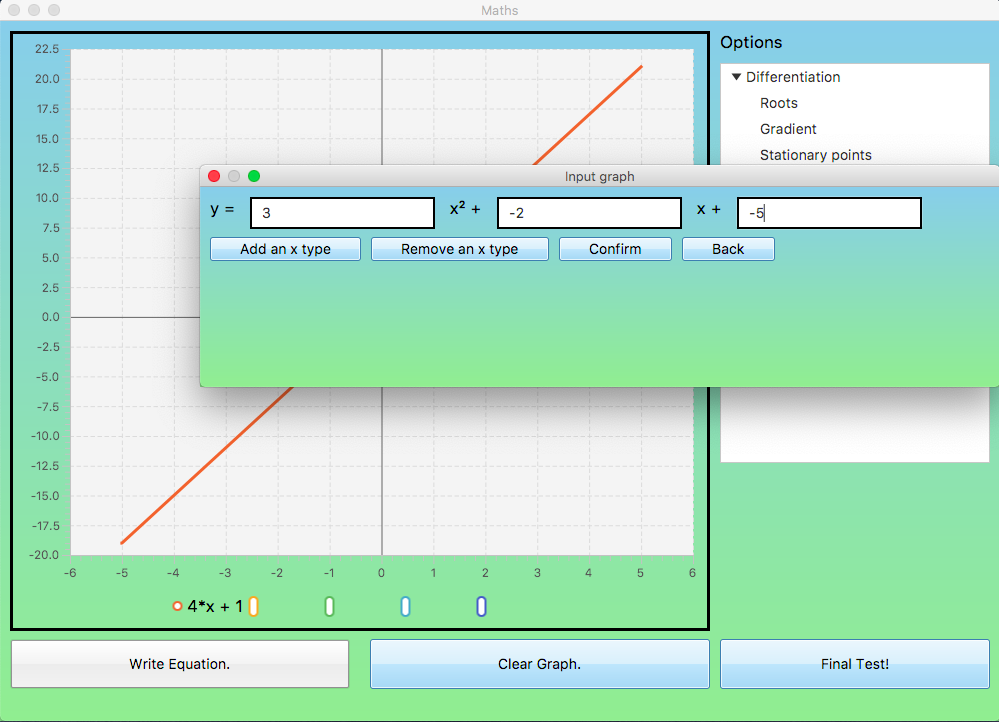 Maths
Options
Differentiation
Roots
Gradient
Stationary points
22.5
20.0
17.5
15.0
12.5
10.0
7.5
5.0
2.5
0.0
-2.5
-5.0
-7.5
-10.0
-12.5
-15.0
-17.5
-20.0
Input graph
y = 3 x² + -2 x + -5
Add an x type Remove an x type Confirm Back
-6 -5 -4 -3 -2 -1 0 1 2 3 4 5 6
4*x + 1
Write Equation. Clear Graph. Final Test!